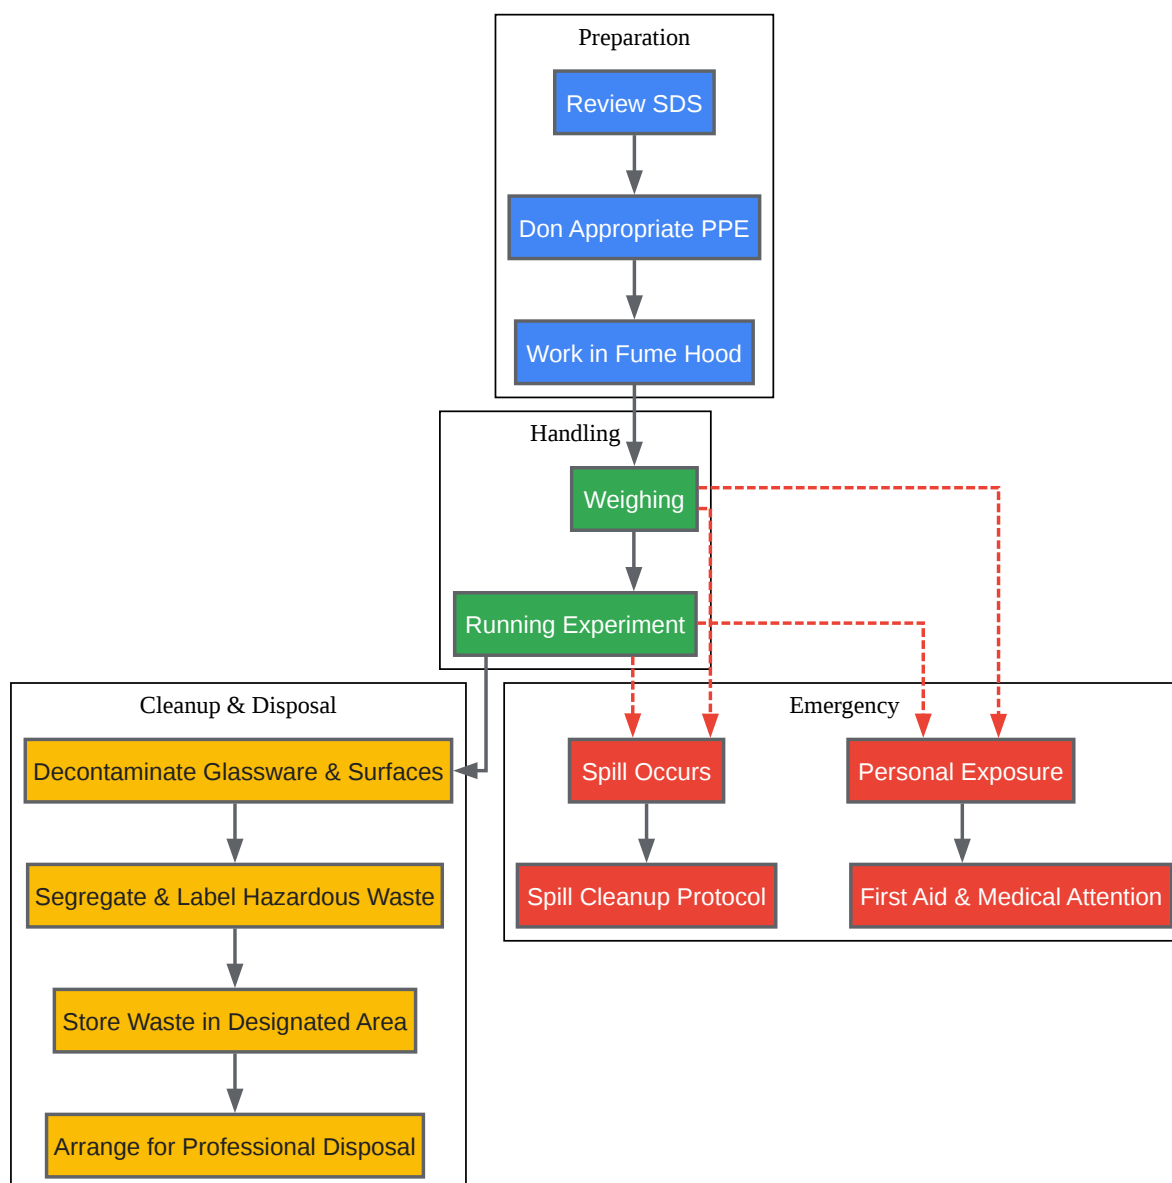 Preparation
Review SDS
Don Appropriate PPE
Work in Fume Hood
Handling
Weighing
Running Experiment
Cleanup & Disposal
Decontaminate Glassware & Surfaces
Segregate & Label Hazardous Waste
Store Waste in Designated Area
Arrange for Professional Disposal
Emergency
Spill Occurs
Personal Exposure
Spill Cleanup Protocol
First Aid & Medical Attention